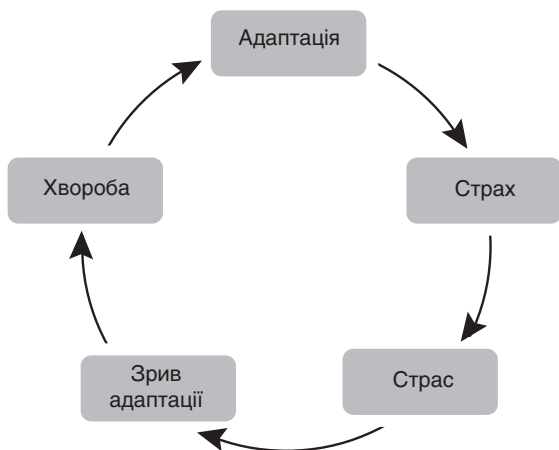 Адаптація
Страх
Страс
Зрив
адаптації
Хвороба